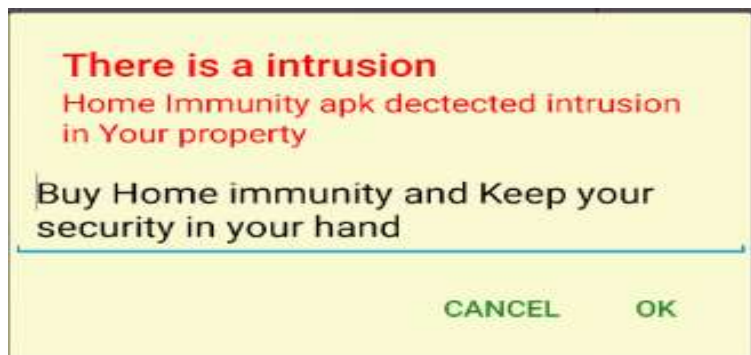 There is a intrusion
Home Immunity apk dectected intrusion
in Your property
Buy Home immunity and Keep your
security in your hand
CANCEL OK